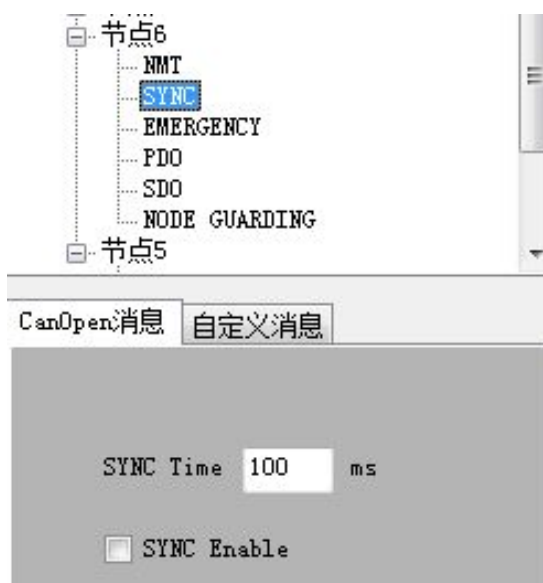 节点6
NMT
SYNC
EMERGENCY
PDO
SDO
NODE GUARDING
节点5
CanOpen消息 自定义消息
SYNC Time 100 ms
SYNC Enable